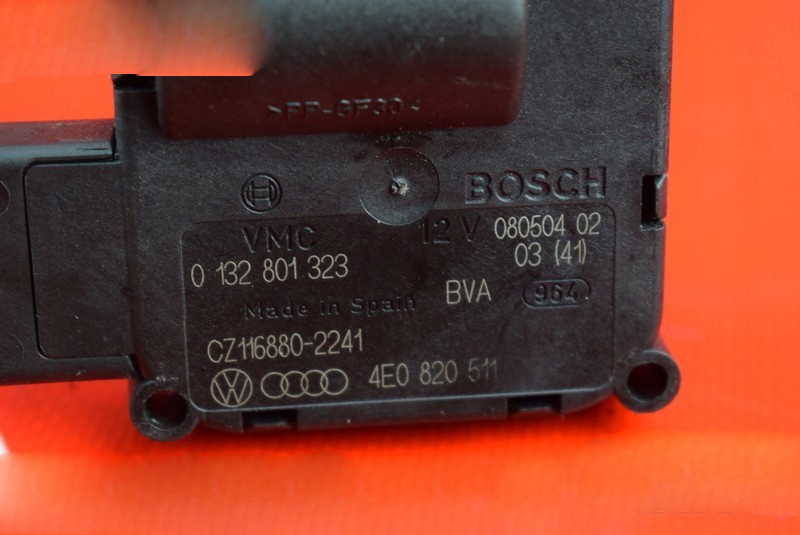 >PP-GF30<
BOSCH
VMC 12 V 080504 02
03 (41)
0 132 801 323
BVA 964
Made in Spain
CZ116880-2241
4E0 820 511